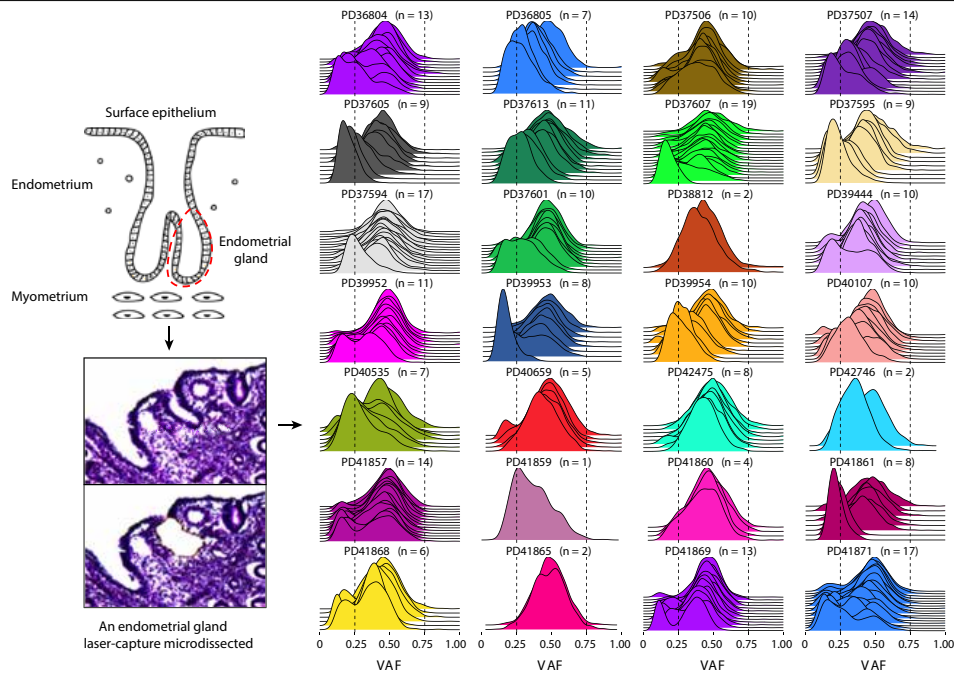 Surface epithelium
Endometrium
Endometrial
gland
Myometrium
An endometrial gland
laser-capture microdissected
PD36804 (n = 13)
PD36805 (n = 7)
PD37506 (n = 10)
PD37507 (n = 14)
PD37605 (n = 9)
PD37613 (n = 11)
PD37607 (n = 19)
PD37595 (n = 9)
PD37594 (n = 17)
PD37601 (n = 10)
PD38812 (n = 2)
PD39444 (n = 10)
PD39952 (n = 11)
PD39953 (n = 8)
PD39954 (n = 10)
PD40107 (n = 10)
PD40535 (n = 7)
PD40659 (n = 5)
PD42475 (n = 8)
PD42746 (n = 2)
PD41857 (n = 14)
PD41859 (n = 1)
PD41860 (n = 4)
PD41861 (n = 8)
PD41868 (n = 6)
PD41865 (n = 2)
PD41869 (n = 13)
PD41871 (n = 17)
0 0.25 0.50 0.75 1.00
0 0.25 0.50 0.75 1.00
0 0.25 0.50 0.75 1.00
0 0.25 0.50 0.75 1.00
VAF
VAF
VAF
VAF